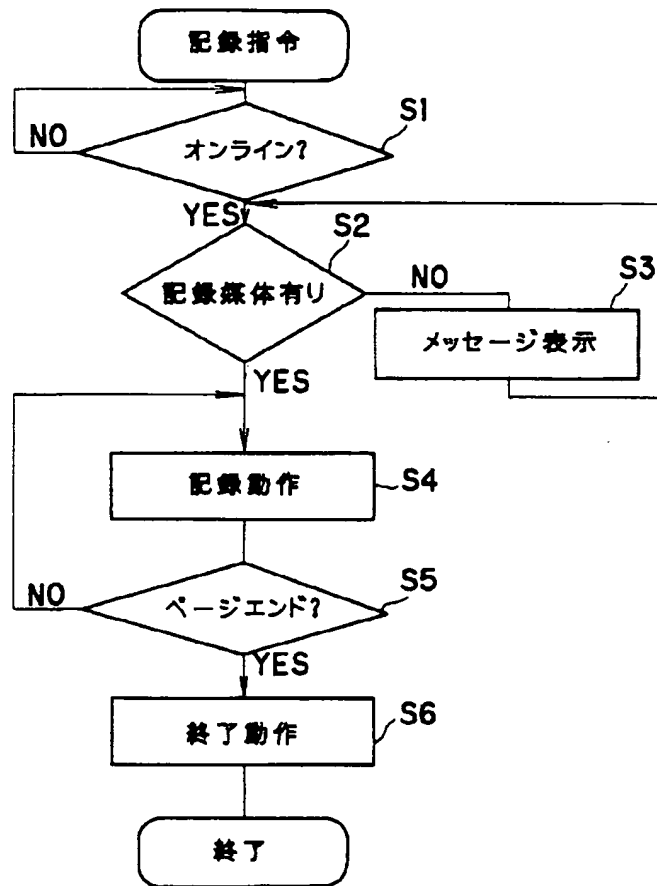 記録指令
S1
NO
オンライン?
YES
S2
記録媒体有り
NO
S3
メッセージ表示
YES
記録動作
S4
NO
ページエンド?
S5
YES
終了動作
S6
終了